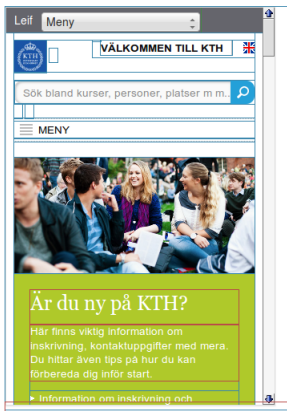 Leif Meny
KTH
VÄLKOMMEN TILL KTH
Sök bland kurser, personer, platser m m..
MENY
Är du ny på KTH?
Här finns viktig information om
inskrivning, kontaktuppgifter med mera.
Du hittar även tips på hur du kan
förbereda dig inför start.
Information om inskrivning och